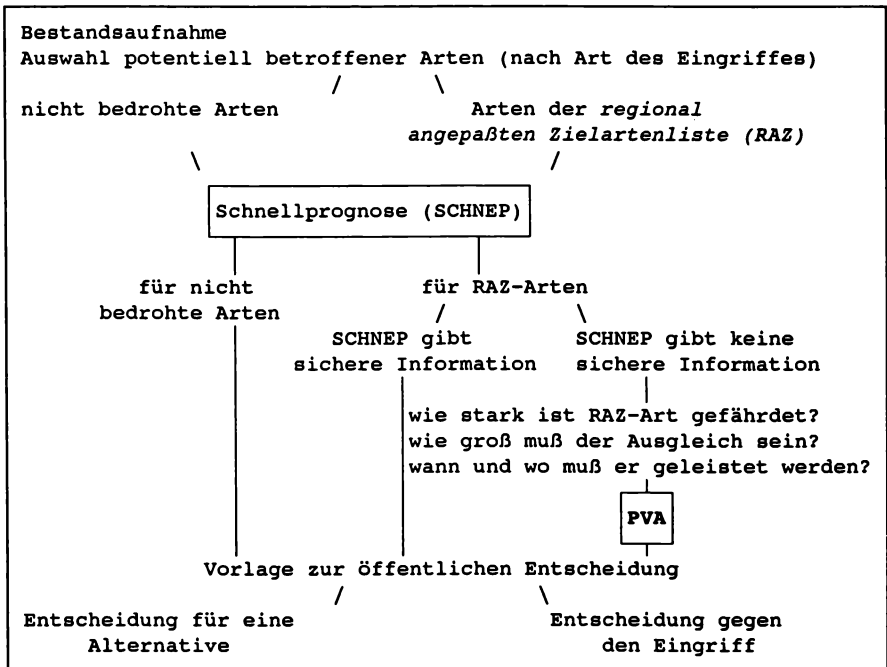 Bestandsaufnahme
Auswahl potentiell betroffener Arten (nach Art des Eingriffes)
nicht bedrohte Arten
Arten der regional
angepaßten Zielartenliste (RAZ)
Schnellprognose (SCHNEP)
für nicht
bedrohte Arten
für RAZ-Arten
SCHNEP gibt
sichere Information
SCHNEP gibt keine
sichere Information
wie stark ist RAZ-Art gefährdet?
wie groß muß der Ausgleich sein?
wann und wo muß er geleistet werden?
PVA
Vorlage zur öffentlichen Entscheidung
Entscheidung für eine
Alternative
Entscheidung gegen
den Eingriff